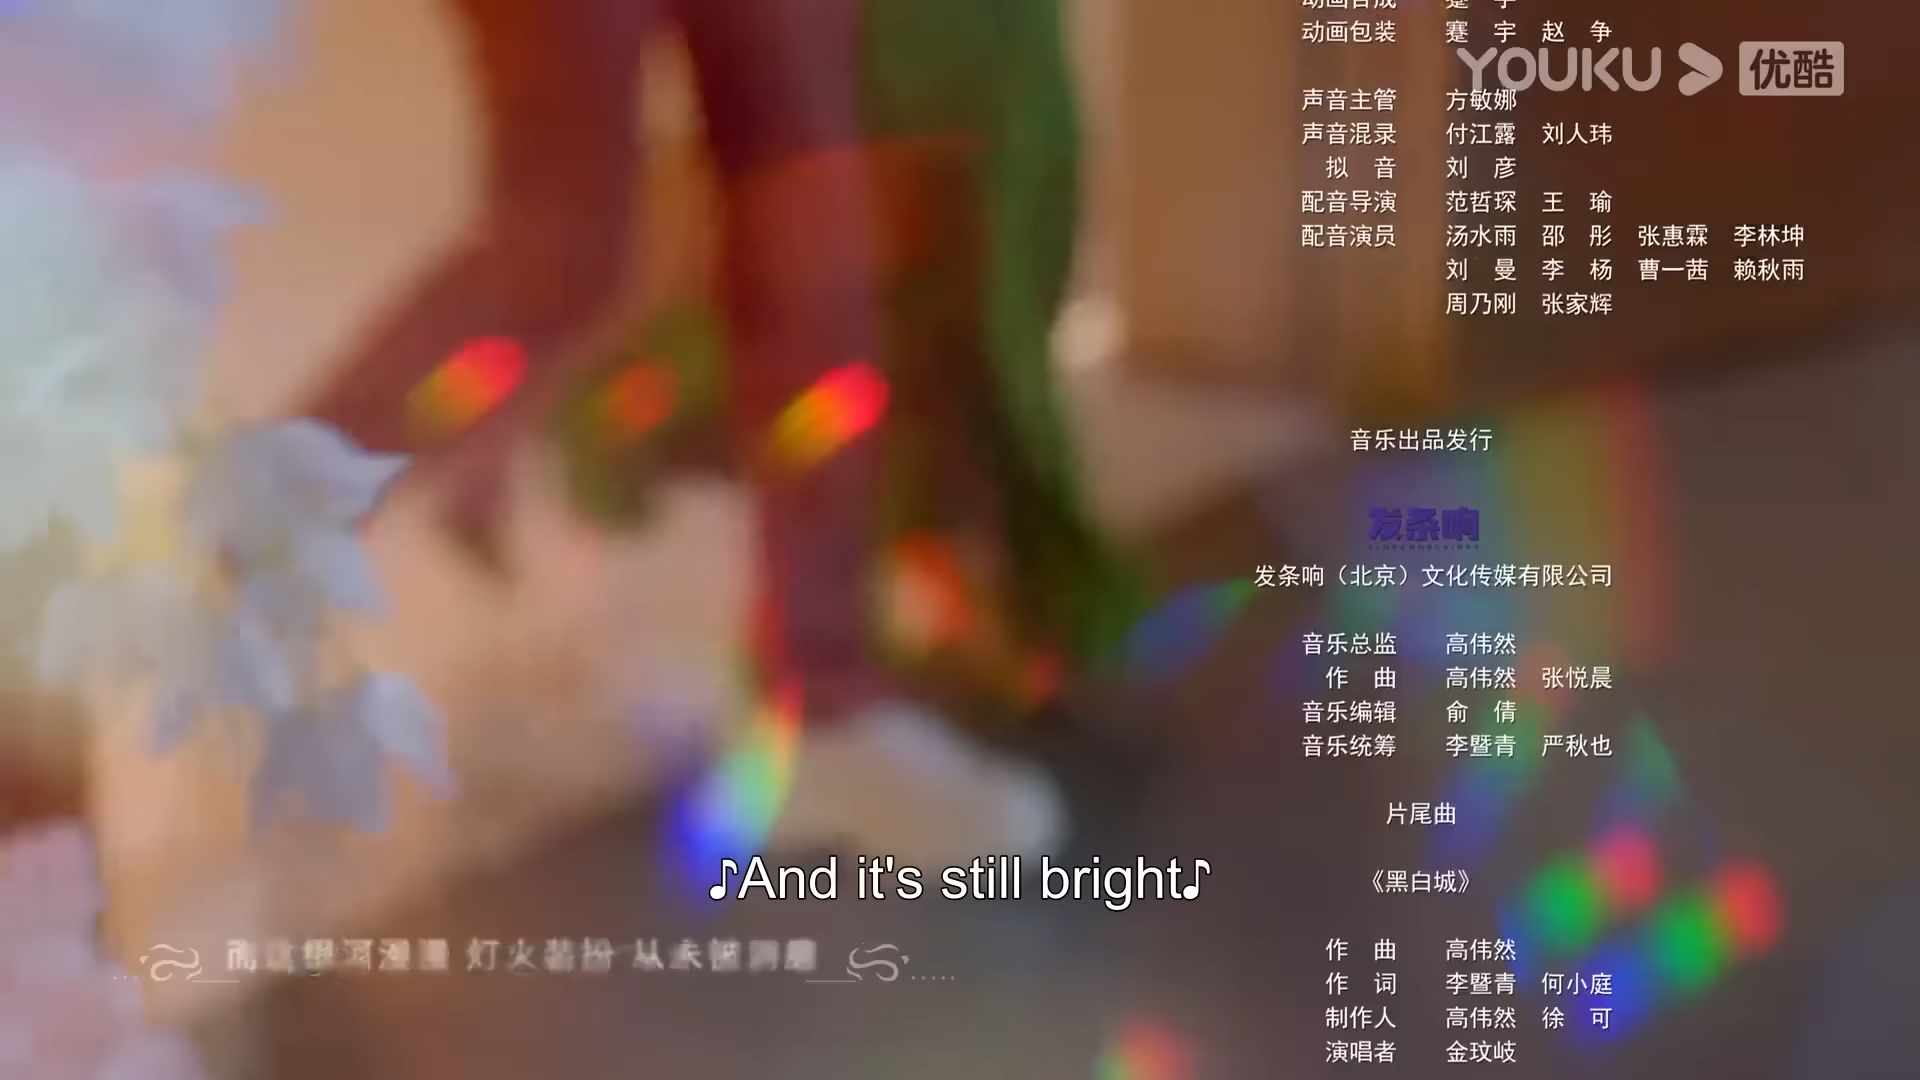 动画包装 蹇 宇 赵 争
YOUKU 优酷
声音主管 方敏娜
声音混录 付江露 刘人玮
拟 音 刘 彦
配音导演 范哲琛 王 瑜
配音演员 汤水雨 邵 彤 张惠霖 李林坤
刘 曼 李 杨 曹一茜 赖秋雨
周乃刚 张家辉
音乐出品发行
发条响
发条响（北京）文化传媒有限公司
音乐总监 高伟然
作 曲 高伟然 张悦晨
音乐编辑 俞 倩
音乐统筹 李暨青 严秋也
片尾曲
♪And it's still bright♪
《黑白城》
作 曲 高伟然
作 词 李暨青 何小庭
制作人 高伟然 徐 可
演唱者 金玟岐